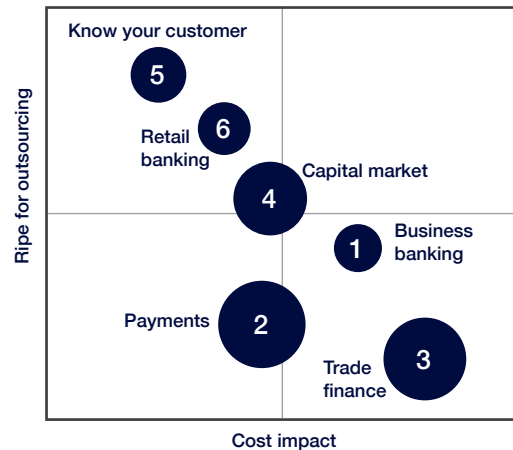 Know your customer
5
6
Retail
banking
Capital market
4
Business
banking
1
Payments
2
Trade
finance
3
Ripe for outsourcing
Cost impact